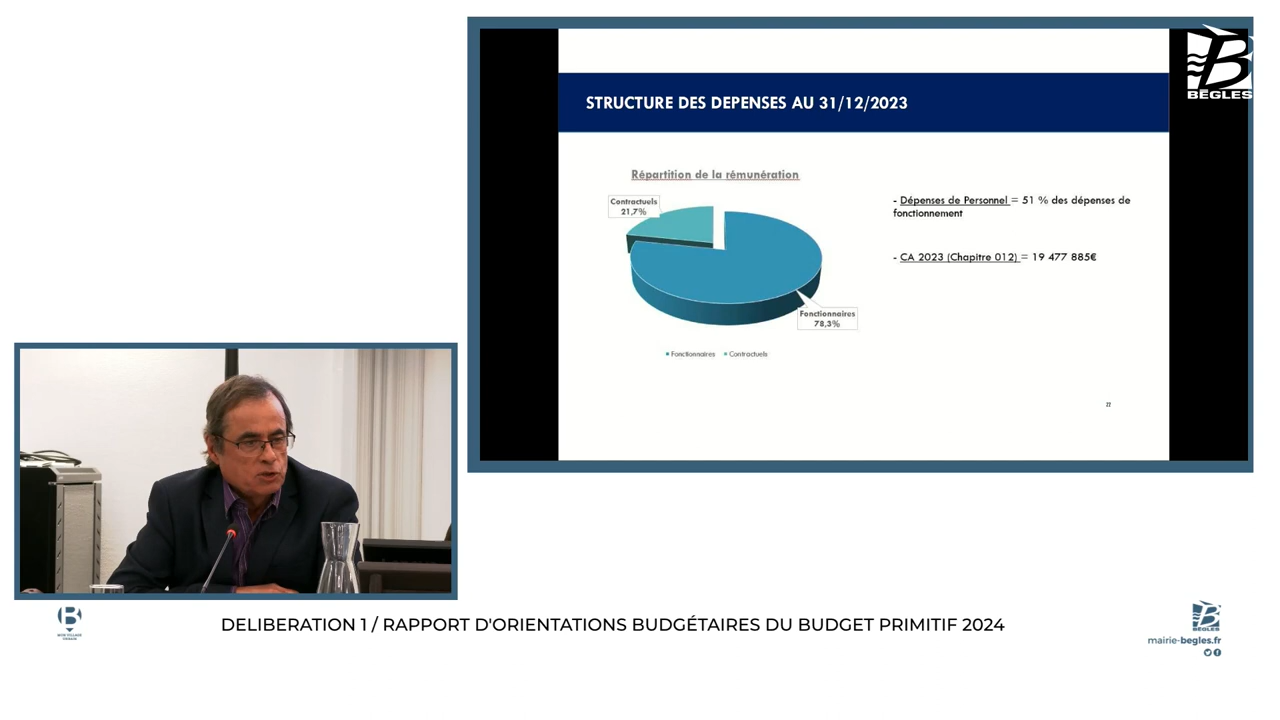 BÈGLES
STRUCTURE DES DEPENSES AU 31/12/2023
Répartition de la rémunération
Contractuels
21,7%
Fonctionnaires
78,3%
Fonctionnaires Contractuels
- Dépenses de Personnel = 51 % des dépenses de
fonctionnement
- CA 2023 (Chapitre 012) = 19 477 885€
B
DELIBERATION 1 / RAPPORT D'ORIENTATIONS BUDGÉTAIRES DU BUDGET PRIMITIF 2024
BÈGLES
mairie-begles.fr